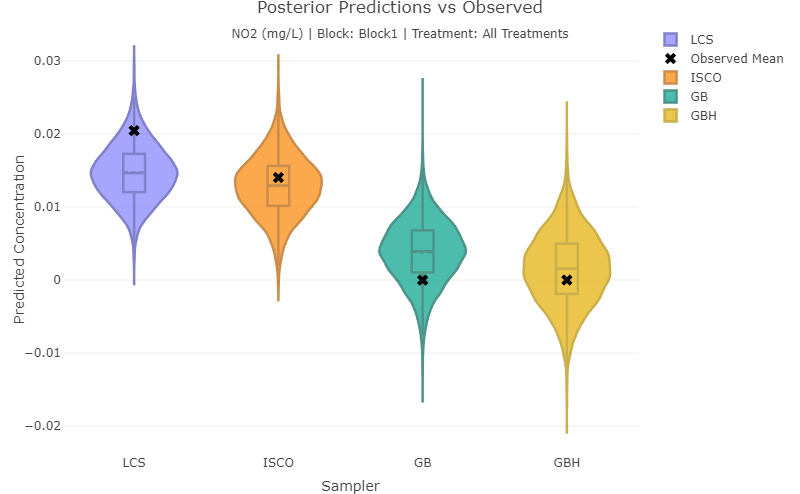 Posterior Predictions vs Observed
NO2 (mg/L) | Block: Block1 | Treatment: All Treatments
LCS
Observed Mean
ISCO
GB
GBH
Predicted Concentration
0.03
0.02
0.01
0
−0.01
−0.02
LCS
ISCO
GB
GBH
Sampler